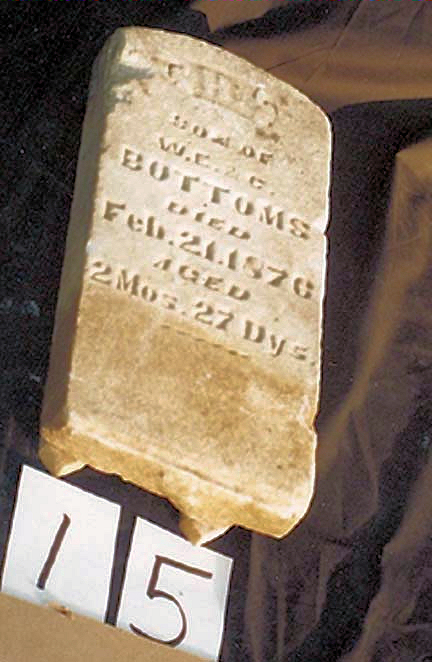 SON OF
W.E. & C.
BOTTOMS
DIED
Feb. 21. 1876
AGED
2 Mos. 27 Dys.
15